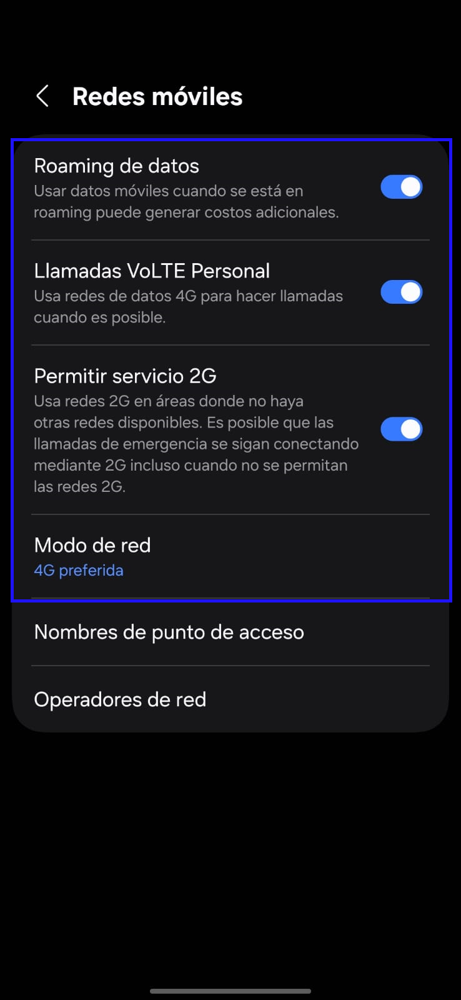 Redes móviles
Roaming de datos
Usar datos móviles cuando se está en
roaming puede generar costos adicionales.
Llamadas VoLTE Personal
Usa redes de datos 4G para hacer llamadas
cuando es posible.
Permitir servicio 2G
Usa redes 2G en áreas donde no haya
otras redes disponibles. Es posible que las
llamadas de emergencia se sigan conectando
mediante 2G incluso cuando no se permitan
las redes 2G.
Modo de red
4G preferida
Nombres de punto de acceso
Operadores de red